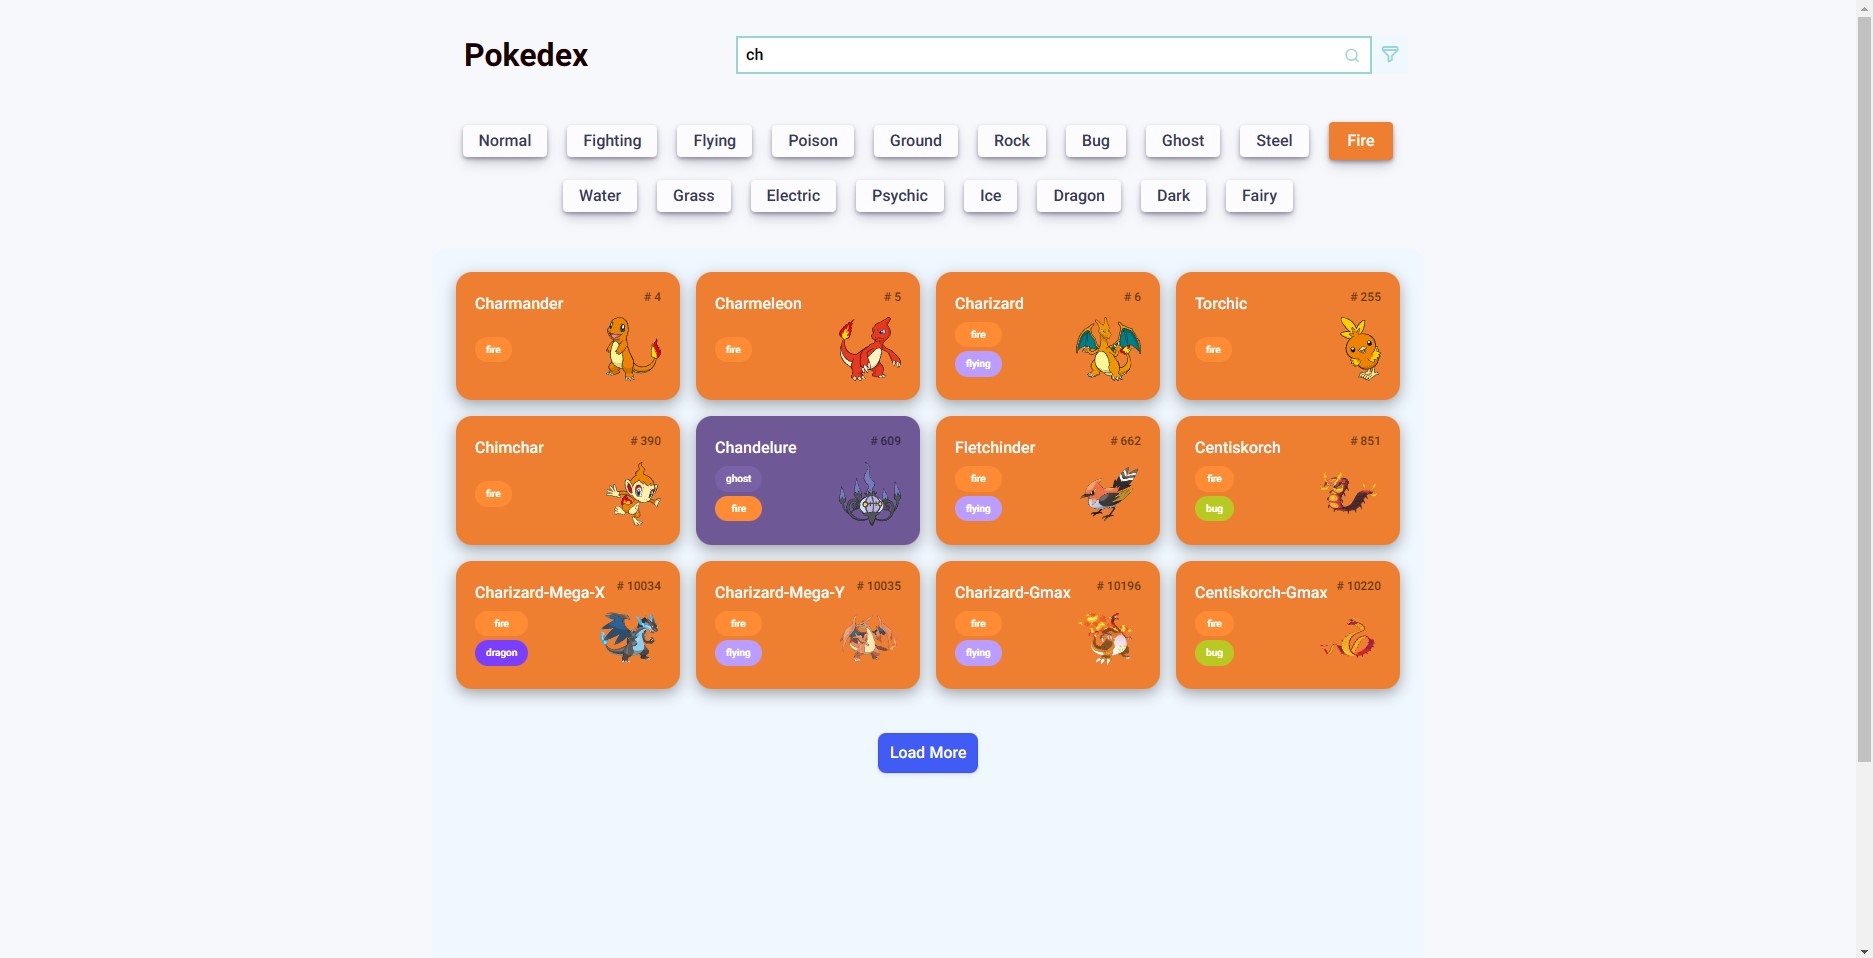 Pokedex
ch
Normal Fighting Flying Poison Ground Rock Bug Ghost Steel Fire
Water Grass Electric Psychic Ice Dragon Dark Fairy
Charmander # 4
fire
Charmeleon # 5
fire
Charizard # 6
fire
flying
Torchic # 255
fire
Chimchar # 390
fire
Chandelure # 609
ghost
fire
Fletchinder # 662
fire
flying
Centiskorch # 851
fire
bug
Charizard-Mega-X # 10034
fire
dragon
Charizard-Mega-Y # 10035
fire
flying
Charizard-Gmax # 10196
fire
flying
Centiskorch-Gmax # 10220
fire
bug
Load More